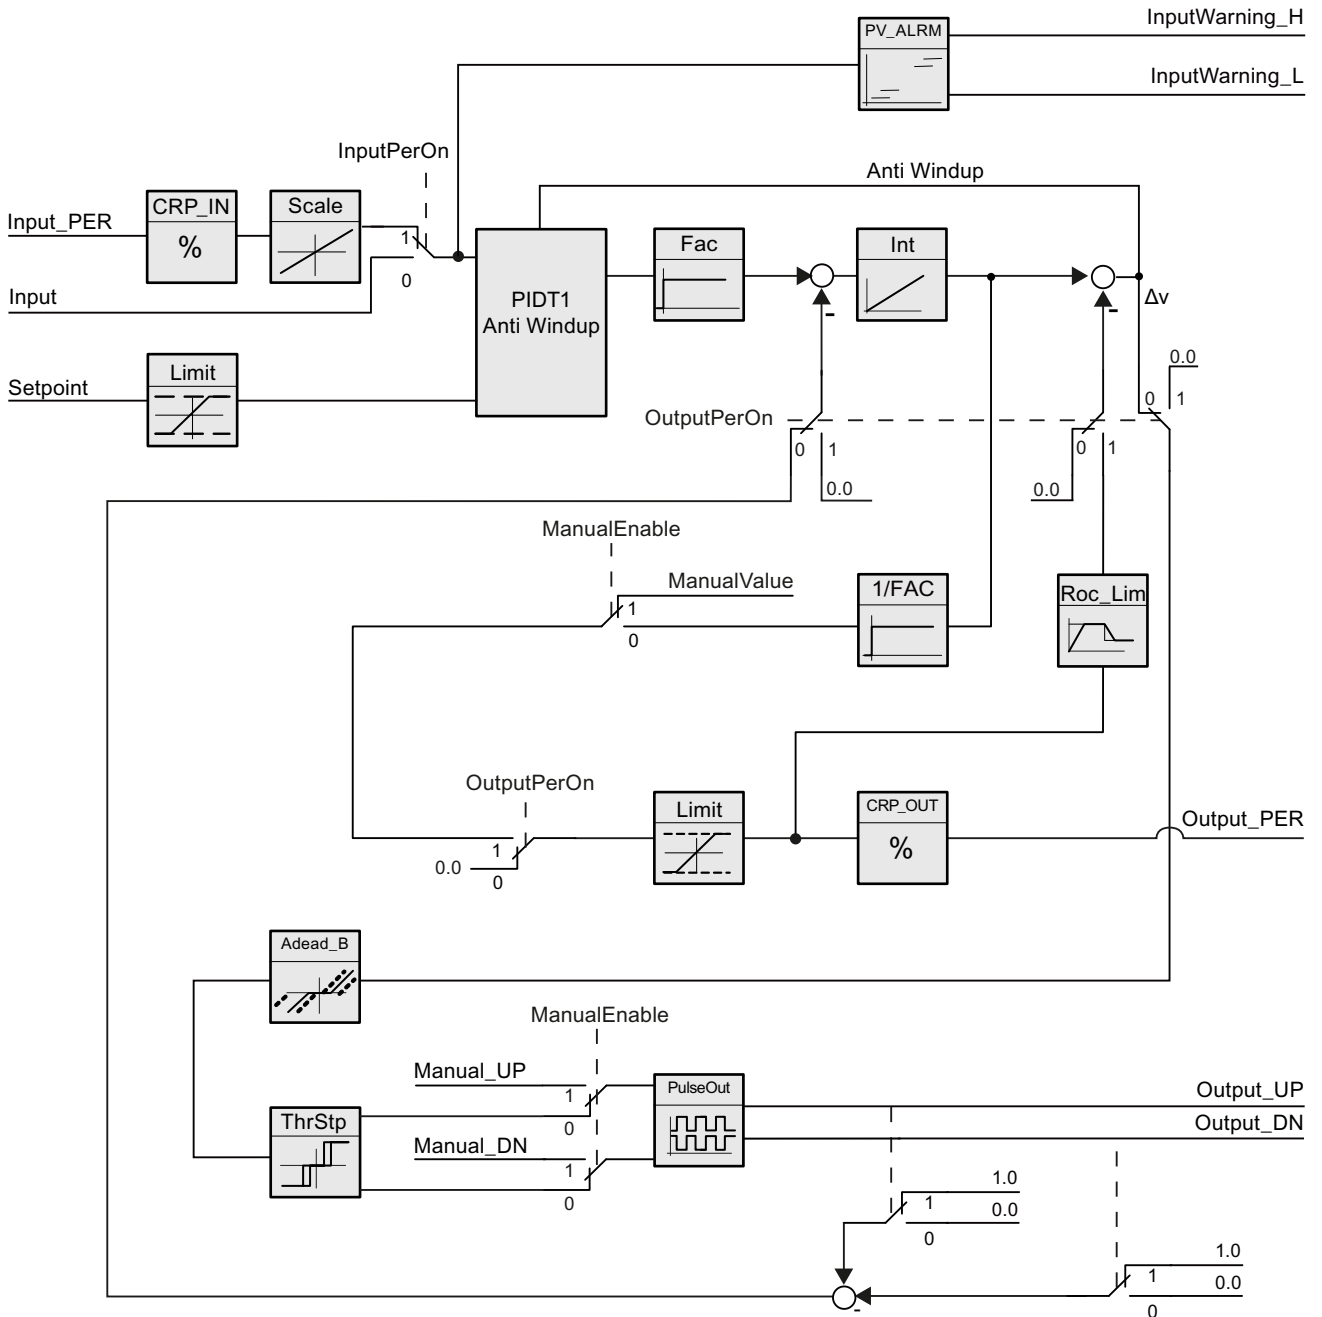 InputWarning_H
PV_ALRM
InputWarning_L
InputPerOn
Anti Windup
CRP_IN
%
Scale
Input_PER
1
0
Input
PIDT1
Anti Windup
Fac
Int
-
-
Δv
Setpoint
Limit
0.0
0
1
OutputPerOn
0
1
0.0
0
1
0.0
ManualEnable
ManualValue
1
0
1/FAC
Roc_Lim
OutputPerOn
1
0.0
0
Limit
CRP_OUT
%
Output_PER
Adead_B
ManualEnable
Manual_UP
1
0
Manual_DN
1
0
ThrStp
PulseOut
Output_UP
Output_DN
1.0
1
0.0
0
1.0
1
0.0
0
-